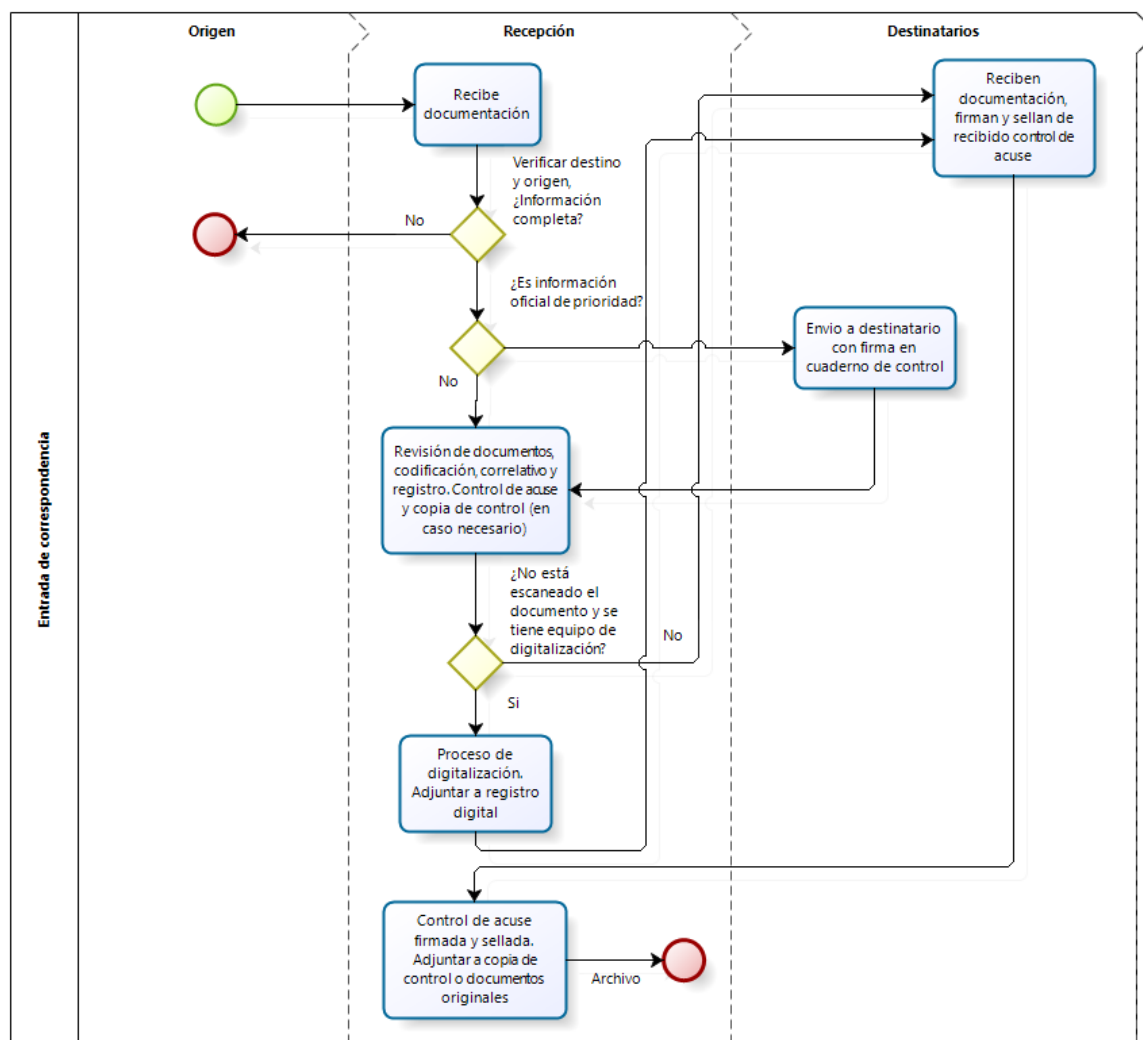 Origen
Recepción
Destinatarios
Entrada de correspondencia
Recibe
documentación
Reciben
documentación,
firman y sellan de
recibido control de
acuse
Verificar destino
y origen,
¿Información
completa?
No
¿Es información
oficial de prioridad?
Envio a destinatario
con firma en
cuaderno de control
No
Revisión de documentos,
codificación, correlativo y
registro. Control de acuse
y copia de control (en
caso necesario)
¿No está
escaneado el
documento y se
tiene equipo de
digitalización?
No
Si
Proceso de
digitalización.
Adjuntar a registro
digital
Control de acuse
firmada y sellada.
Adjuntar a copia de
control o documentos
originales
Archivo